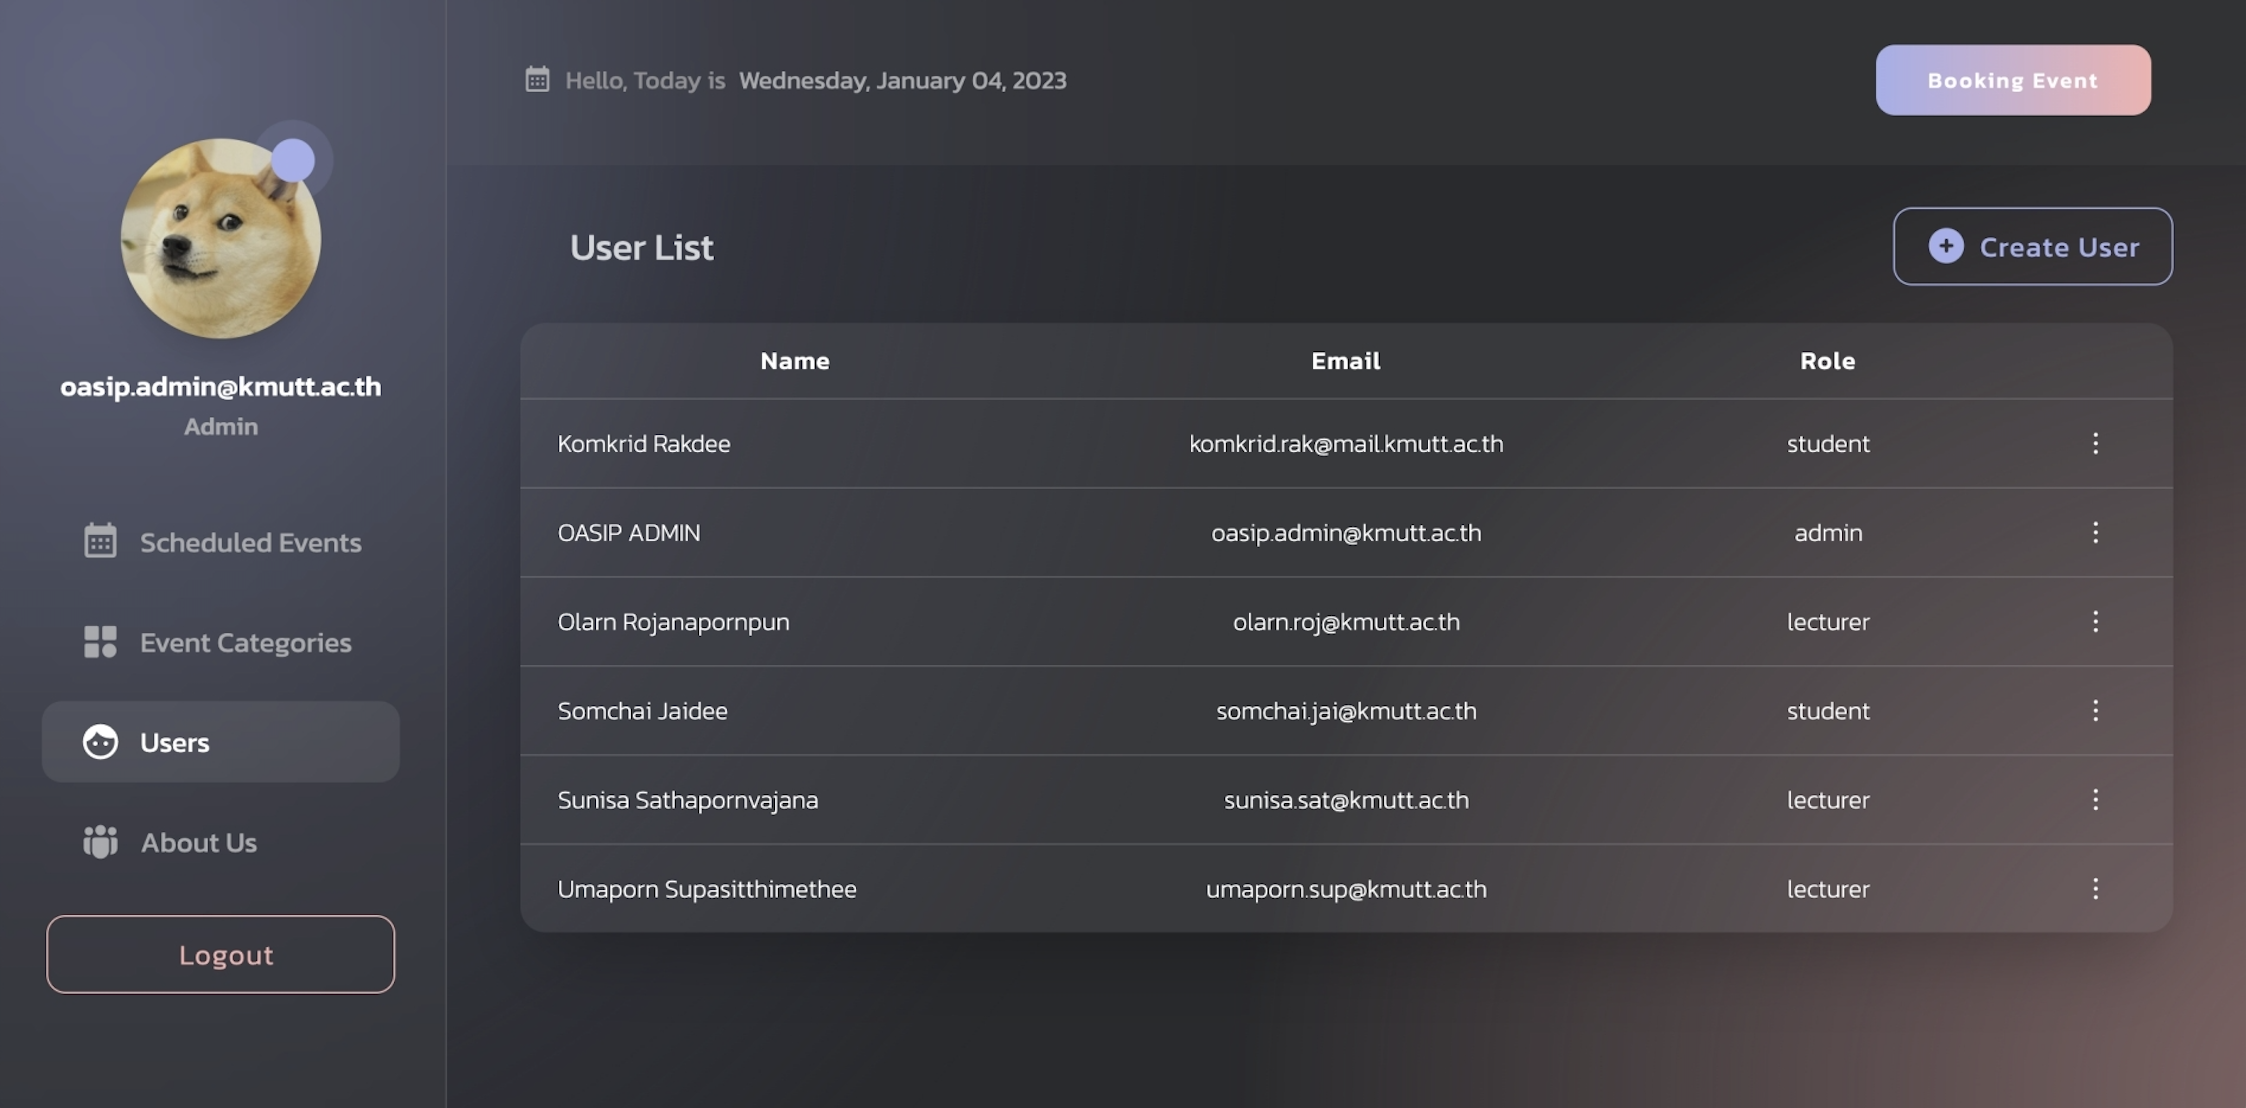 Hello, Today is Wednesday, January 04, 2023
Booking Event
oasip.admin@kmutt.ac.th
Admin
Scheduled Events
Event Categories
Users
About Us
Logout
User List
Create User
Name Email Role
Komkrid Rakdee komkrid.rak@mail.kmutt.ac.th student
OASIP ADMIN oasip.admin@kmutt.ac.th admin
Olarn Rojanapornpun olarn.roj@kmutt.ac.th lecturer
Somchai Jaidee somchai.jai@kmutt.ac.th student
Sunisa Sathapornvajana sunisa.sat@kmutt.ac.th lecturer
Umaporn Supasitthimethee umaporn.sup@kmutt.ac.th lecturer